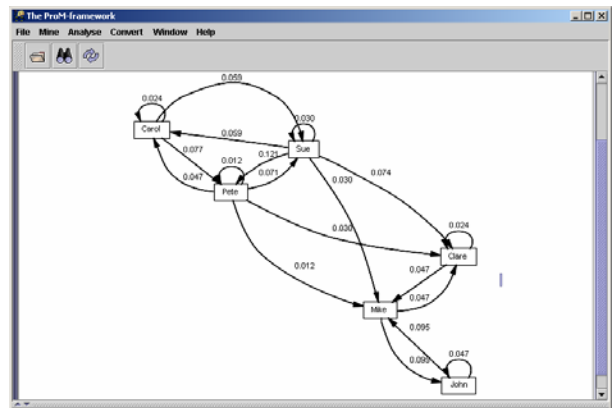 The ProM-framework
File Mine Analyse Convert Window Help
0.059
0.024
0.030
Carol
0.059
Sue
0.077
0.012
0.121
0.074
0.047
0.071
0.030
Pete
0.030
0.024
Clare
0.012
0.047
0.047
Mike
0.095
0.095
0.047
John